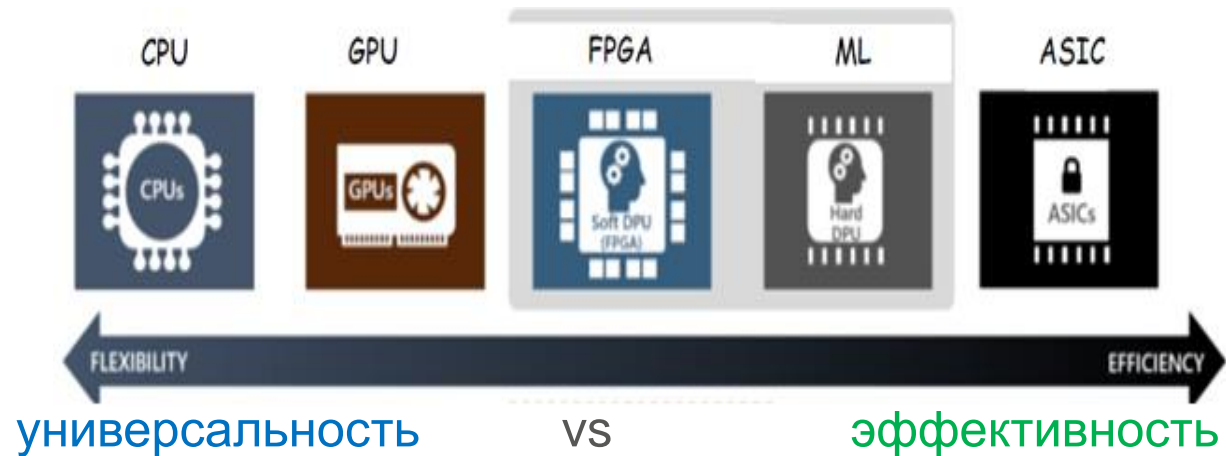 CPU GPU FPGA ML ASIC
CPUs
GPUs
Soft DPU
(FPGA)
Hard
DPU
ASICs
FLEXIBILITY EFFICIENCY
универсальность vs эффективность